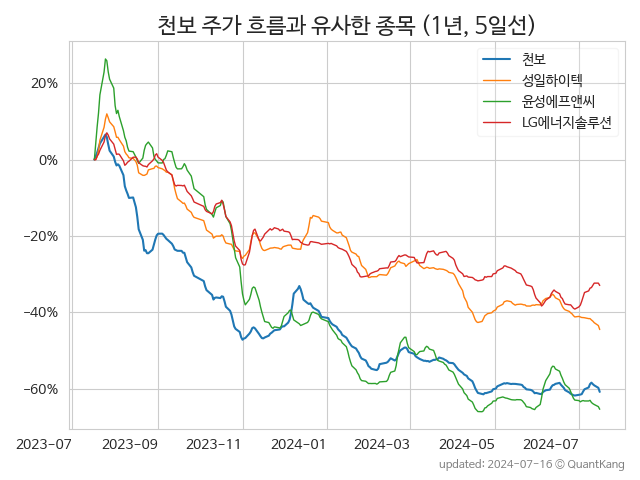 천보 주가 흐름과 유사한 종목 (1년, 5일선)
천보
성일하이텍
윤성에프앤씨
LG에너지솔루션
20%
0%
−20%
−40%
−60%
2023-07
2023-09
2023-11
2024-01
2024-03
2024-05
2024-07
updated: 2024-07-16 © QuantKang